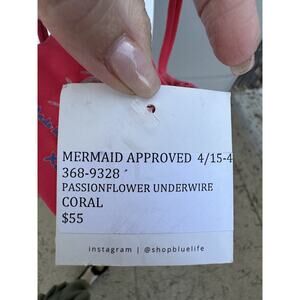 MERMAID APPROVED 4/15-4
368-9328
PASSIONFLOWER UNDERWIRE
CORAL
$55
instagram | @shopbluelife